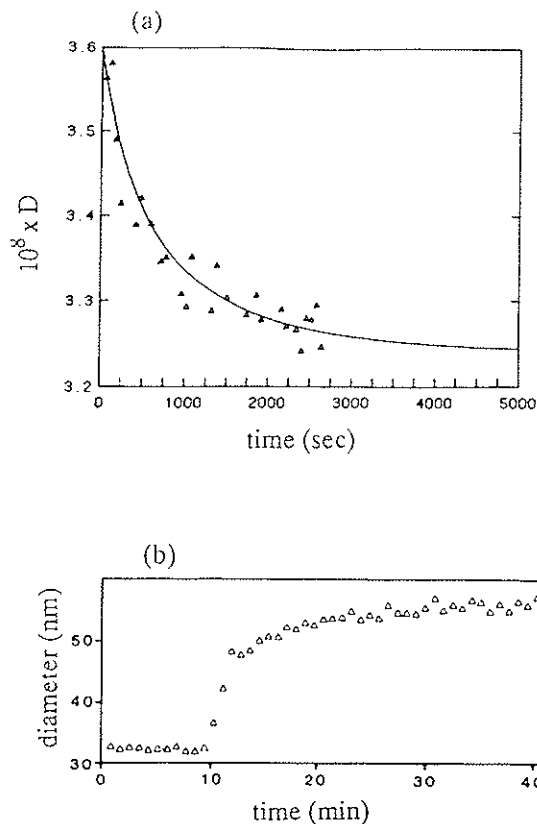 (a)
3.6
3.5
3.4
3.3
3.2
10⁸ x D
0 1000 2000 3000 4000 5000
time (sec)
(b)
50
40
30
diameter (nm)
0 10 20 30 40
time (min)